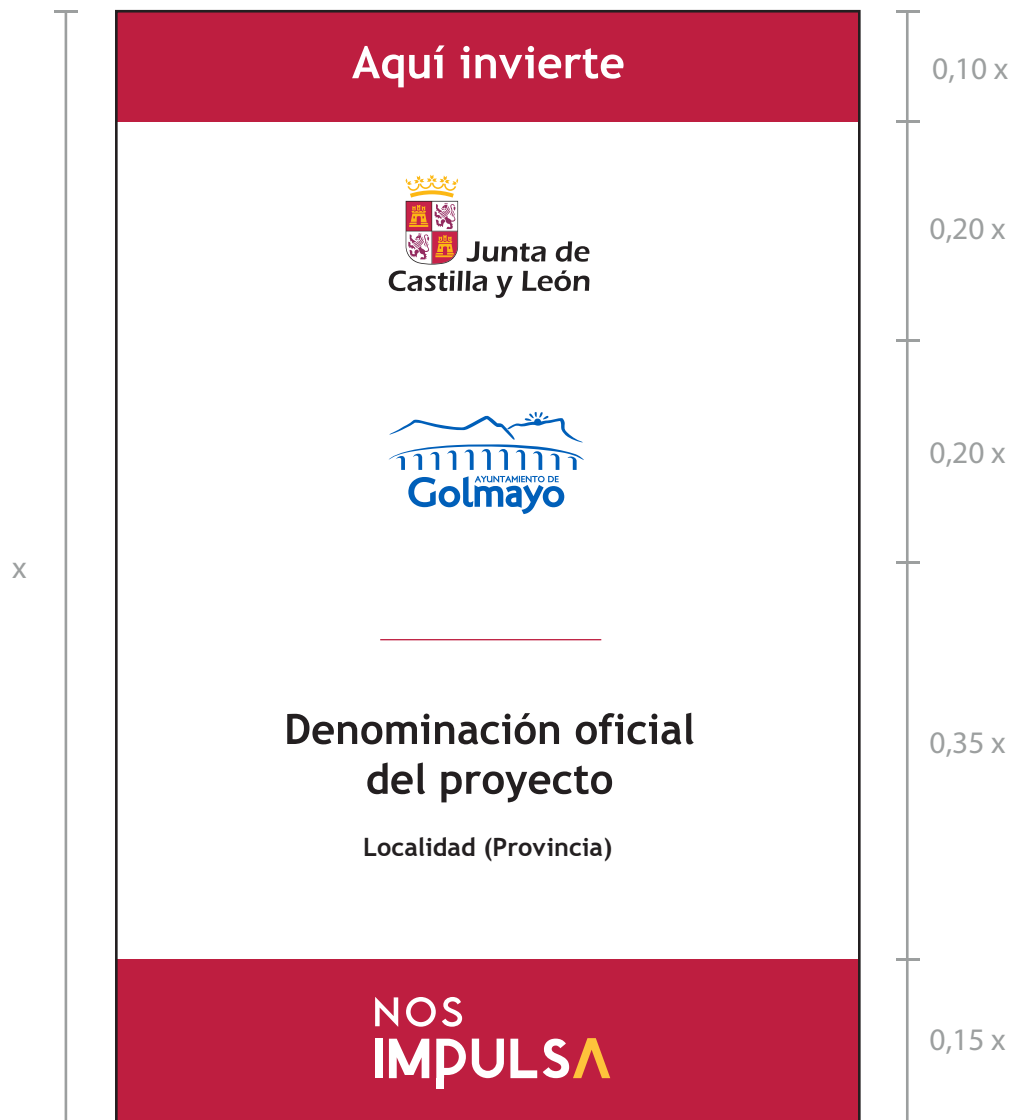 Aquí invierte
0,10 x
Junta de
Castilla y León
0,20 x
AYUNTAMIENTO DE
Golmayo
0,20 x
x
Denominación oficial
del proyecto
0,35 x
Localidad (Provincia)
NOS
IMPULSA
0,15 x